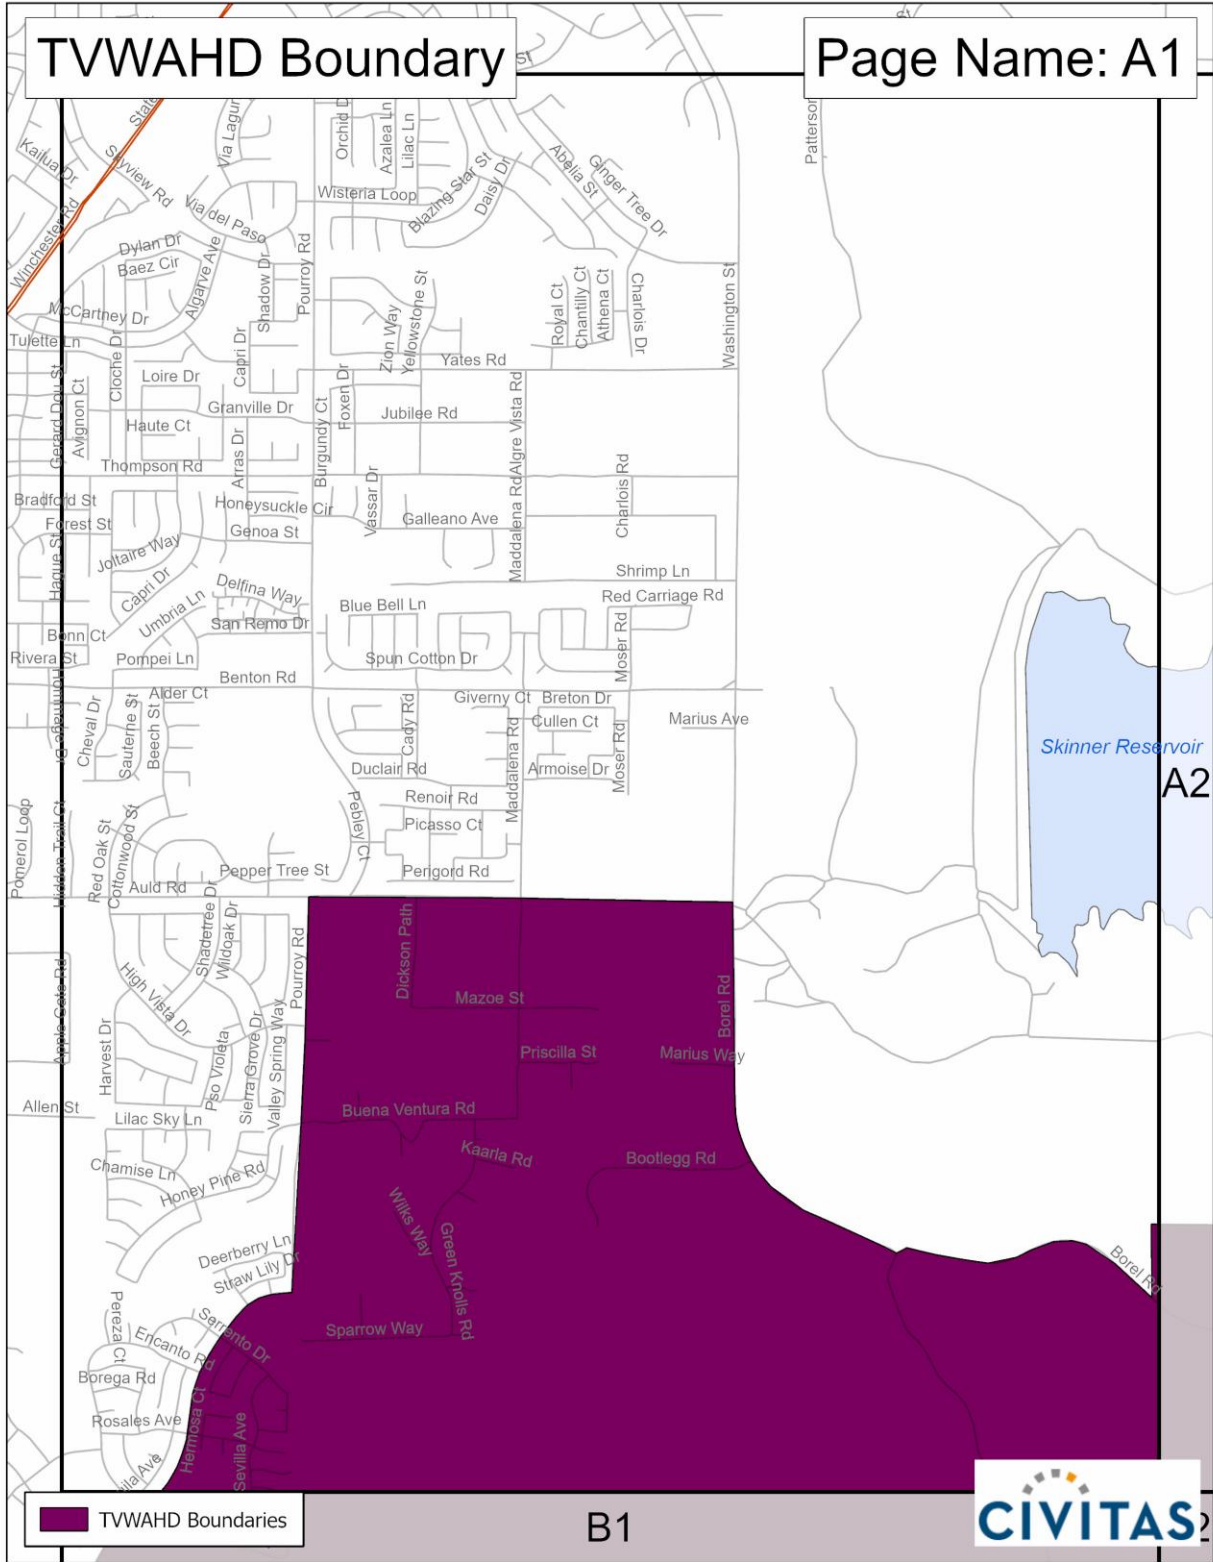 TVWAHD Boundary
Page Name: A1
St
St
State
Via Lagun
Orchid D
Azalea Ln
Lilac Ln
Patterson
Kailua Dr
Skyview Rd
Wisteria Loop
Blazing Star St
Daisy Dr
Abelia St
Ginger Tree Dr
Winchester Rd
Via del Paso
Dylan Dr
Baez Cir
Algarve Ave
Shadow Dr
Pourroy Rd
McCartney Dr
Zion Way
Yellowstone St
Royal Ct
Chantilly Ct
Athena Ct
Charlois Dr
Washington St
Tulette Ln
Cloche Dr
Capri Dr
Yates Rd
Loire Dr
Gerard Dou St
Avignon Ct
Granville Dr
Foxen Dr
Jubilee Rd
Algre Vista Rd
Haute Ct
Arras Dr
Burgundy Ct
Thompson Rd
Bradford St
Honeysuckle Cir
Vassar Dr
Galleano Ave
Maddalena Rd
Charlois Rd
Forest St
Genoa St
Hague St
Joltaire Way
Capri Dr
Delfina Way
Shrimp Ln
Umbria Ln
San Remo Dr
Blue Bell Ln
Red Carriage Rd
Bonn Ct
Moser Rd
Rivera St
Pompei Ln
Spun Cotton Dr
Benton Rd
Hommage Dr
Alder Ct
Giverny Ct
Breton Dr
Cheval Dr
Sauterne St
Beech St
Cady Rd
Maddalena Rd
Cullen Ct
Moser Rd
Marius Ave
Skinner Reservoir
A2
Duclair Rd
Armoise Dr
Renoir Rd
Pomerol Loop
Hidden Trail Ct
Red Oak St
Cottonwood St
Pebley Ct
Picasso Ct
Auld Rd
Pepper Tree St
Perigord Rd
Shadetree Dr
Wildoak Dr
Pourroy Rd
Dickson Path
Apple Gate Rd
High Vista Dr
Mazoe St
Borel Rd
Harvest Dr
Pso Violeta
Sierra Grove Dr
Valley Spring Way
Priscilla St
Marius Way
Allen St
Lilac Sky Ln
Buena Ventura Rd
Kaarla Rd
Bootlegg Rd
Chamise Ln
Honey Pine Rd
Wilks Way
Green Knolls Rd
Deerberry Ln
Straw Lily Dr
Borel Rd
Pereza Ct
Encanto Rd
Sorrento Dr
Sparrow Way
Borega Rd
Rosales Ave
Hermosa Ct
Sevilla Ave
illa Ave
TVWAHD Boundaries
B1
CIVITAS
2